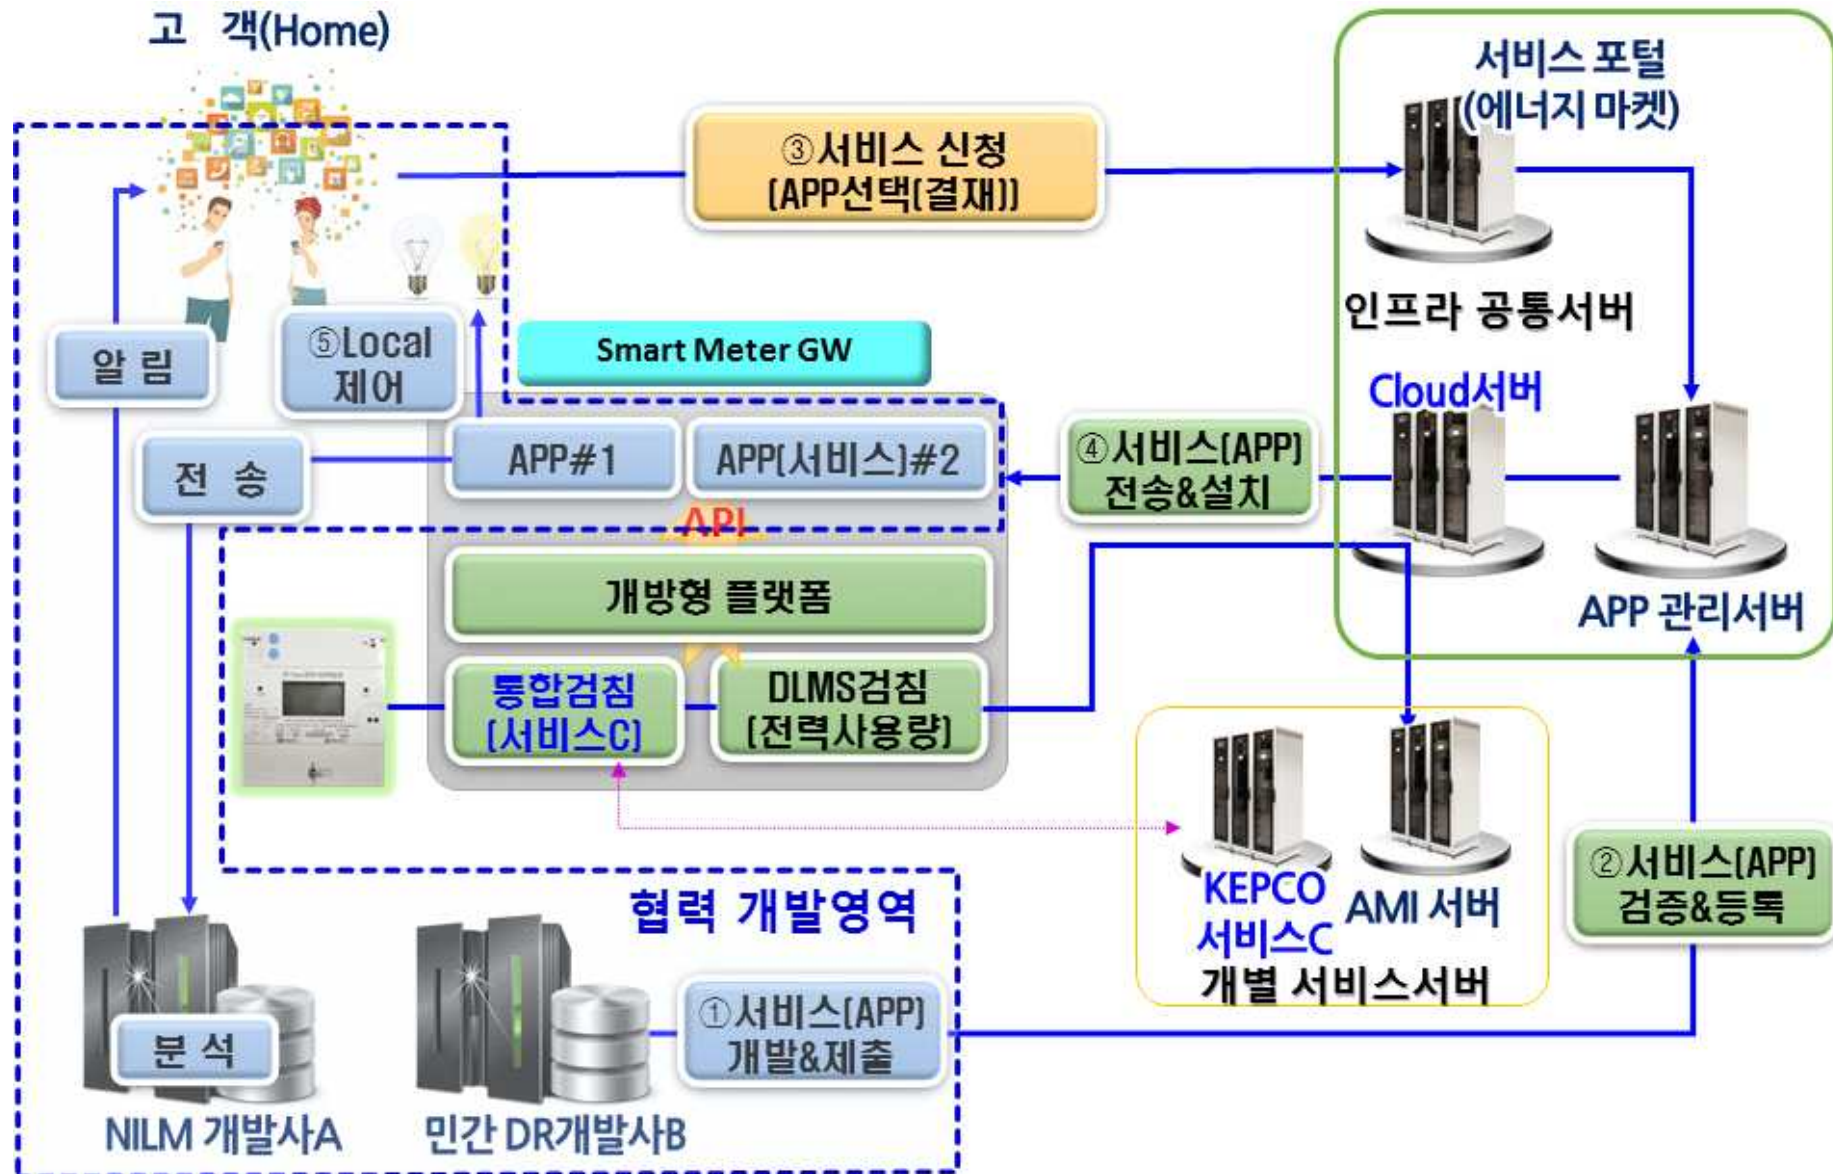 고 객(Home)
서비스 포털
(에너지 마켓)
③서비스 신청
(APP선택(결재))
인프라 공통서버
알 림
⑤Local
제어
Smart Meter GW
Cloud서버
전 송
APP#1
APP(서비스)#2
④서비스(APP)
전송&설치
API
개방형 플랫폼
APP 관리서버
통합검침
(서비스C)
DLMS검침
(전력사용량)
②서비스(APP)
검증&등록
협력 개발영역
KEPCO
서비스C
AMI 서버
개별 서비스서버
분 석
①서비스(APP)
개발&제출
NILM 개발사A
민간 DR개발사B